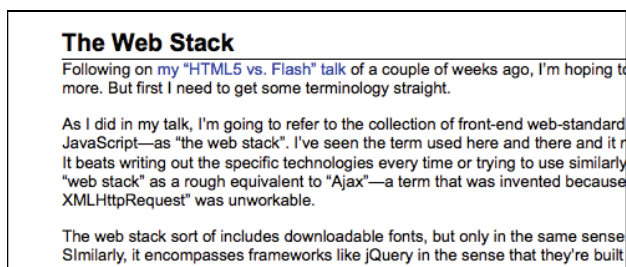 The Web Stack
Following on my “HTML5 vs. Flash” talk of a couple of weeks ago, I’m hoping to
more. But first I need to get some terminology straight.
As I did in my talk, I’m going to refer to the collection of front-end web-standard
JavaScript—as “the web stack”. I’ve seen the term used here and there and it
It beats writing out the specific technologies every time or trying to use similarly
“web stack” as a rough equivalent to “Ajax”—a term that was invented because
XMLHttpRequest” was unworkable.
The web stack sort of includes downloadable fonts, but only in the same sense
SImilarly, it encompasses frameworks like jQuery in the sense that they’re built